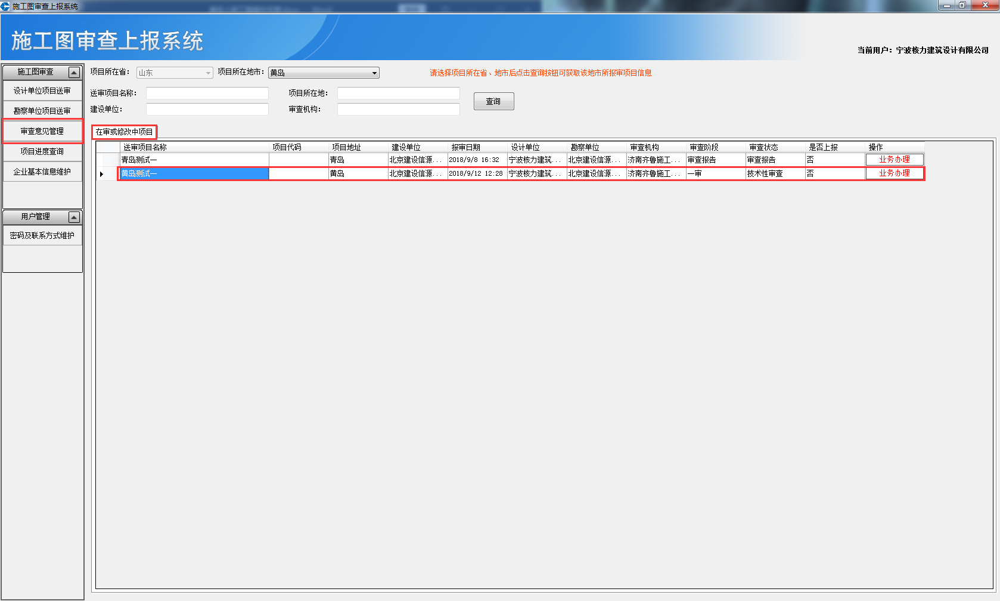 施工图审查上报系统
施工图审查上报系统
当前用户：宁波核力建筑设计有限公司
施工图审查
设计单位项目送审
勘察单位项目送审
审查意见管理
项目进度查询
企业基本信息维护
用户管理
密码及联系方式维护
项目所在省： 山东 项目所在地市： 黄岛 请选择项目所在省、地市后点击查询按钮可获取该地市所报审项目信息
送审项目名称： 项目所在地： 查询
建设单位： 审查机构：
在审或修改中项目
送审项目名称 项目代码 项目地址 建设单位 报审日期 设计单位 勘察单位 审查机构 审查阶段 审查状态 是否上报 操作
青岛测试一 青岛 北京建设信源... 2018/9/8 16:32 宁波核力建筑... 北京建设信源... 济南齐鲁施工... 审查报告 审查报告 否 业务办理
黄岛测试一 黄岛 北京建设信源... 2018/9/12 12:28 宁波核力建筑... 北京建设信源... 济南齐鲁施工... 一审 技术性审查 否 业务办理